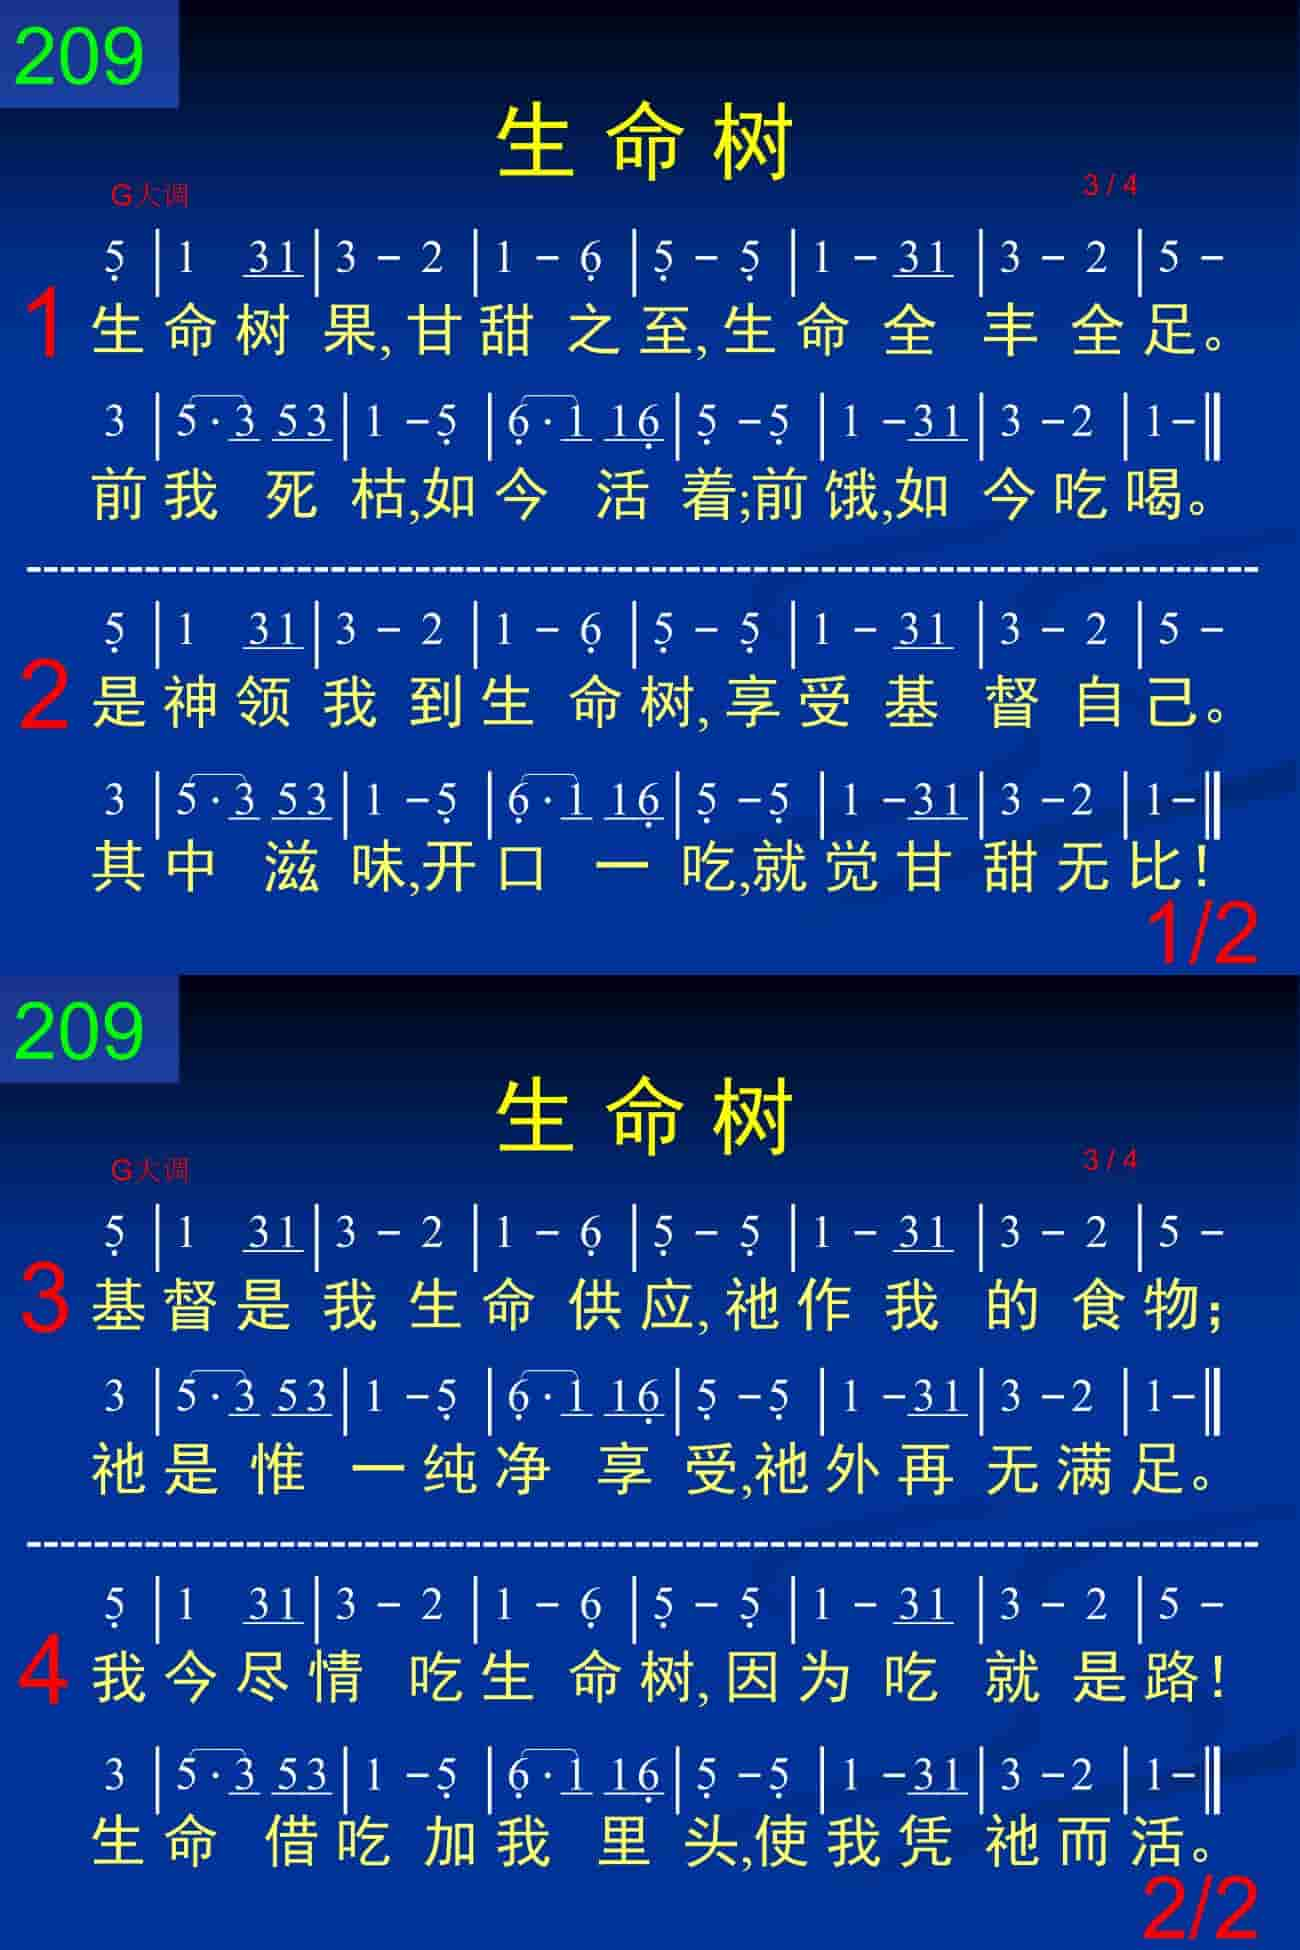 209
生命树
G大调 3/4
5̣ | 1 31 | 3 - 2 | 1 - 6̣ | 5̣ - 5̣ | 1 - 31 | 3 - 2 | 5 -
1 生命树果,甘甜之至,生命全丰全足。
3 | 5·3 53 | 1 -5̣ | 6̣·1 16̣ | 5̣ -5̣ | 1 -31 | 3 -2 | 1-‖
前我死枯,如今活着;前饿,如今吃喝。
5̣ | 1 31 | 3 - 2 | 1 - 6̣ | 5̣ - 5̣ | 1 - 31 | 3 - 2 | 5 -
2 是神领我到生命树,享受基督自己。
3 | 5·3 53 | 1 -5̣ | 6̣·1 16̣ | 5̣ -5̣ | 1 -31 | 3 -2 | 1-‖
其中滋味,开口一吃,就觉甘甜无比!
1/2
209
生命树
G大调 3/4
5̣ | 1 31 | 3 - 2 | 1 - 6̣ | 5̣ - 5̣ | 1 - 31 | 3 - 2 | 5 -
3 基督是我生命供应,祂作我的食物;
3 | 5·3 53 | 1 -5̣ | 6̣·1 16̣ | 5̣ -5̣ | 1 -31 | 3 -2 | 1-‖
祂是惟一纯净享受,祂外再无满足。
5̣ | 1 31 | 3 - 2 | 1 - 6̣ | 5̣ - 5̣ | 1 - 31 | 3 - 2 | 5 -
4 我今尽情吃生命树,因为吃就是路!
3 | 5·3 53 | 1 -5̣ | 6̣·1 16̣ | 5̣ -5̣ | 1 -31 | 3 -2 | 1-‖
生命借吃加我里头,使我凭祂而活。
2/2